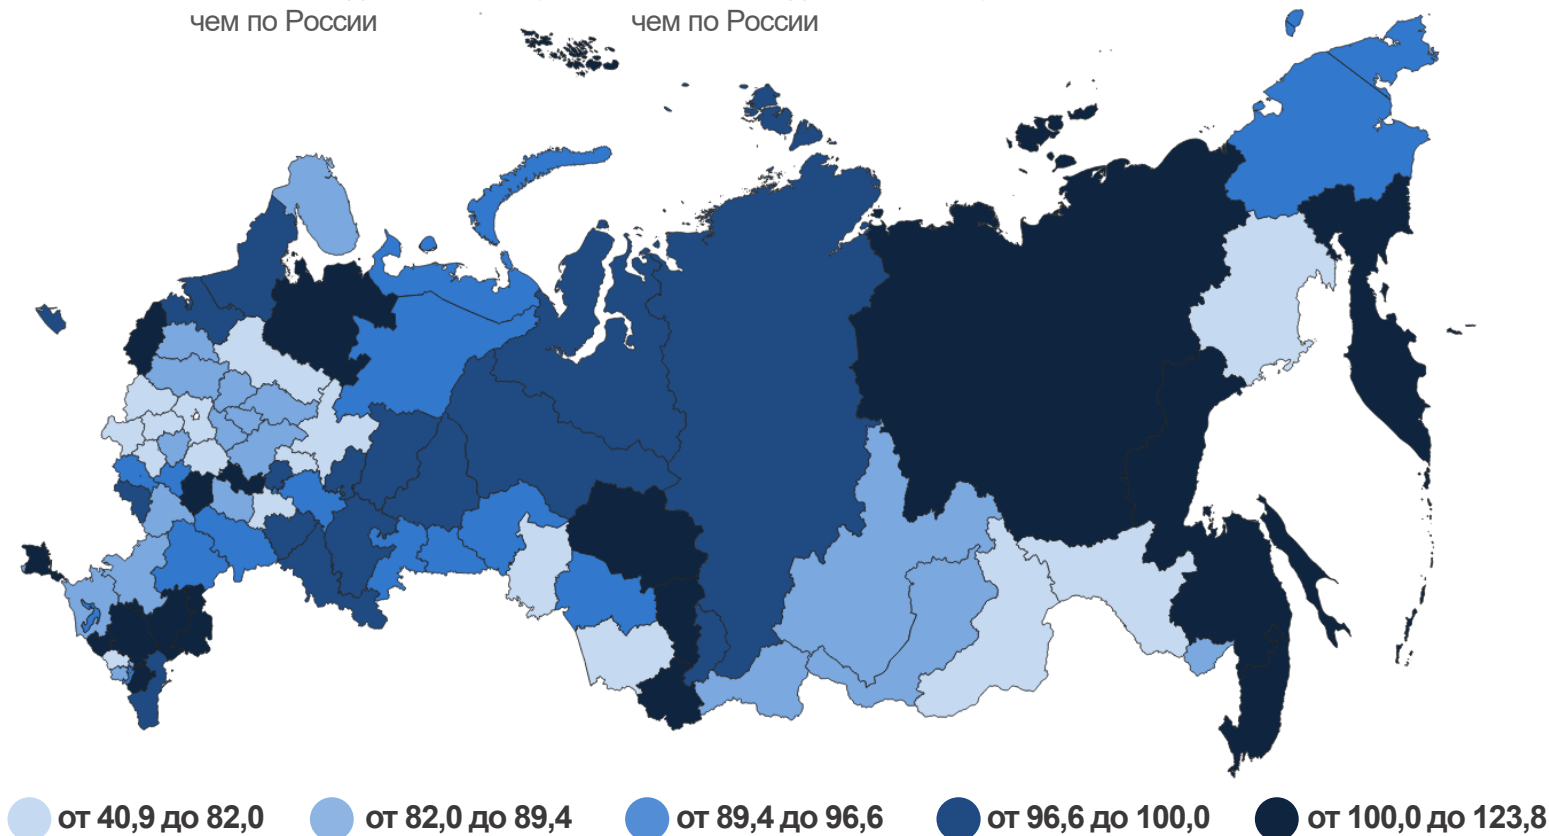 чем по России
чем по России
от 40,9 до 82,0
от 82,0 до 89,4
от 89,4 до 96,6
от 96,6 до 100,0
от 100,0 до 123,8